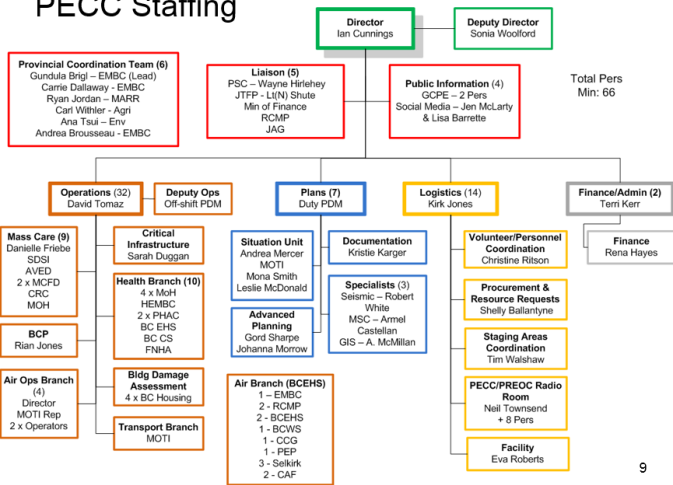 PECC Staffing
Director
Ian Cunnings
Deputy Director
Sonia Woolford
Provincial Coordination Team (6)
Gundula Brigl – EMBC (Lead)
Carrie Dallaway - EMBC
Ryan Jordan – MARR
Carl Withler - Agri
Ana Tsui – Env
Andrea Brousseau - EMBC
Liaison (5)
PSC – Wayne Hirlehey
JTFP - Lt(N) Shute
Min of Finance
RCMP
JAG
Public Information (4)
GCPE – 2 Pers
Social Media – Jen McLarty
& Lisa Barrette
Total Pers
Min: 66
Operations (32)
David Tomaz
Deputy Ops
Off-shift PDM
Plans (7)
Duty PDM
Logistics (14)
Kirk Jones
Finance/Admin (2)
Terri Kerr
Mass Care (9)
Danielle Friebe
SDSI
AVED
2 x MCFD
CRC
MOH
BCP
Rian Jones
Air Ops Branch
(4)
Director
MOTI Rep
2 x Operators
Critical
Infrastructure
Sarah Duggan
Health Branch (10)
4 x MoH
HEMBC
2 x PHAC
BC EHS
BC CS
FNHA
Bldg Damage
Assessment
4 x BC Housing
Transport Branch
MOTI
Situation Unit
Andrea Mercer
MOTI
Mona Smith
Leslie McDonald
Advanced
Planning
Gord Sharpe
Johanna Morrow
Documentation
Kristie Karger
Specialists (3)
Seismic – Robert
White
MSC – Armel
Castellan
GIS – A. McMillan
Air Branch (BCEHS)
1 – EMBC
2 - RCMP
2 - BCEHS
1 - BCWS
1 - CCG
1 - PEP
3 - Selkirk
2 - CAF
Volunteer/Personnel
Coordination
Christine Ritson
Procurement &
Resource Requests
Shelly Ballantyne
Staging Areas
Coordination
Tim Walshaw
PECC/PREOC Radio
Room
Neil Townsend
+ 8 Pers
Facility
Eva Roberts
Finance
Rena Hayes
9